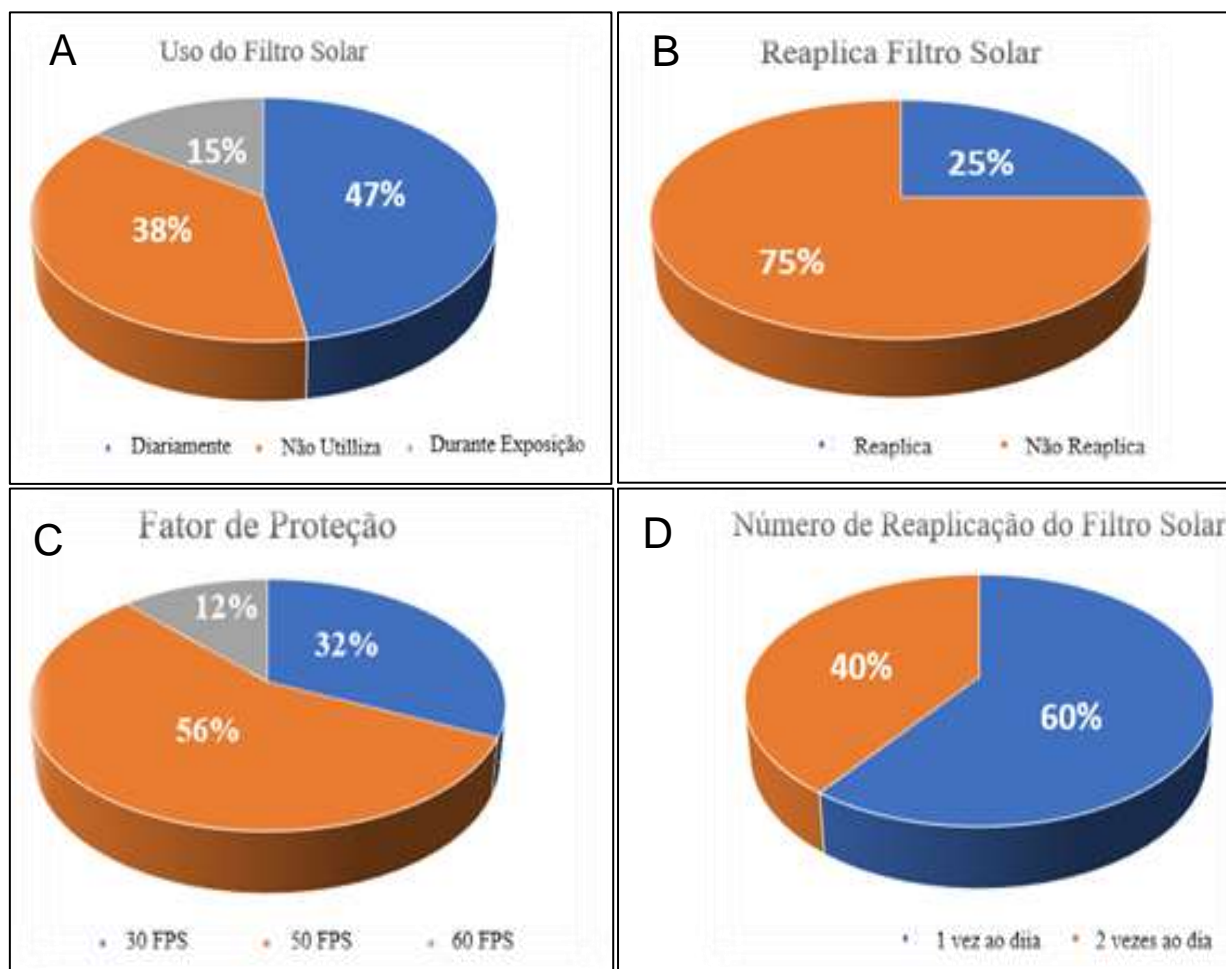 A
Uso do Filtro Solar
15%
47%
38%
Diariamente Não Utilliza Durante Exposição
B
Reaplica Filtro Solar
25%
75%
Reaplica Não Reaplica
C
Fator de Proteção
12%
32%
56%
30 FPS 50 FPS 60 FPS
D
Número de Reaplicação do Filtro Solar
40%
60%
1 vez ao diia 2 vezes ao dia